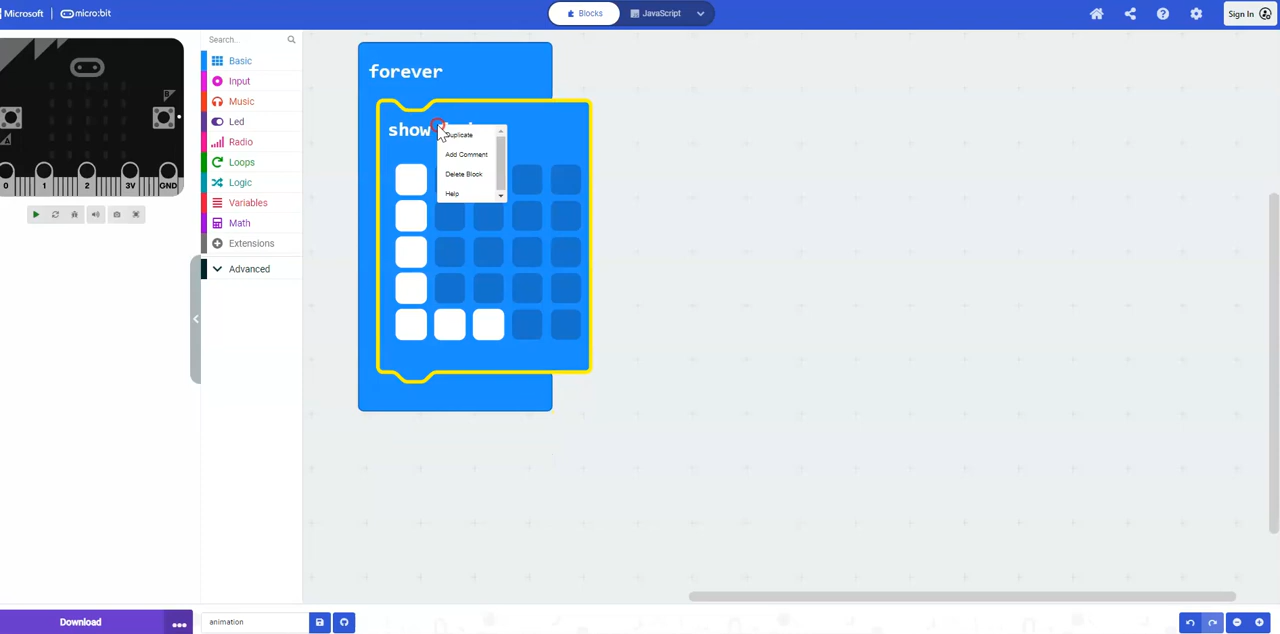 Microsoft
micro:bit
Blocks
JavaScript
Sign In
Search...
Basic
Input
Music
Led
Radio
Loops
Logic
Variables
Math
Extensions
Advanced
0 1 2 3V GND
A
B
forever
show
Duplicate
Add Comment
Delete Block
Help
Download
animation